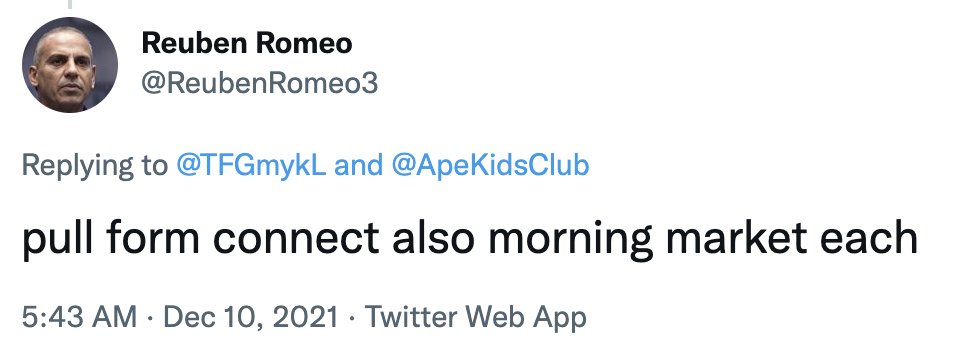 Reuben Romeo
@ReubenRomeo3
Replying to @TFGmykL and @ApeKidsClub
pull form connect also morning market each
5:43 AM · Dec 10, 2021 · Twitter Web App